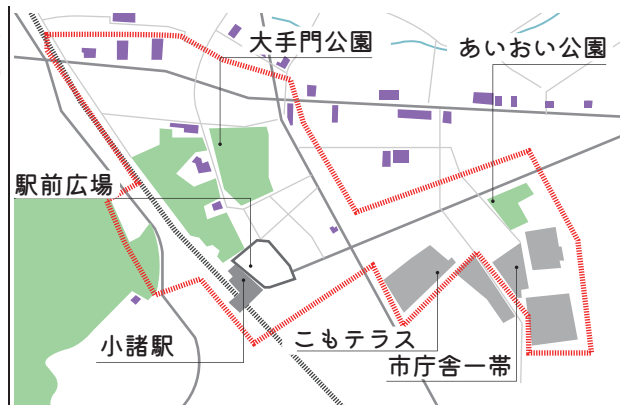 大手門公園
あいおい公園
駅前広場
小諸駅
こもテラス
市庁舎一帯